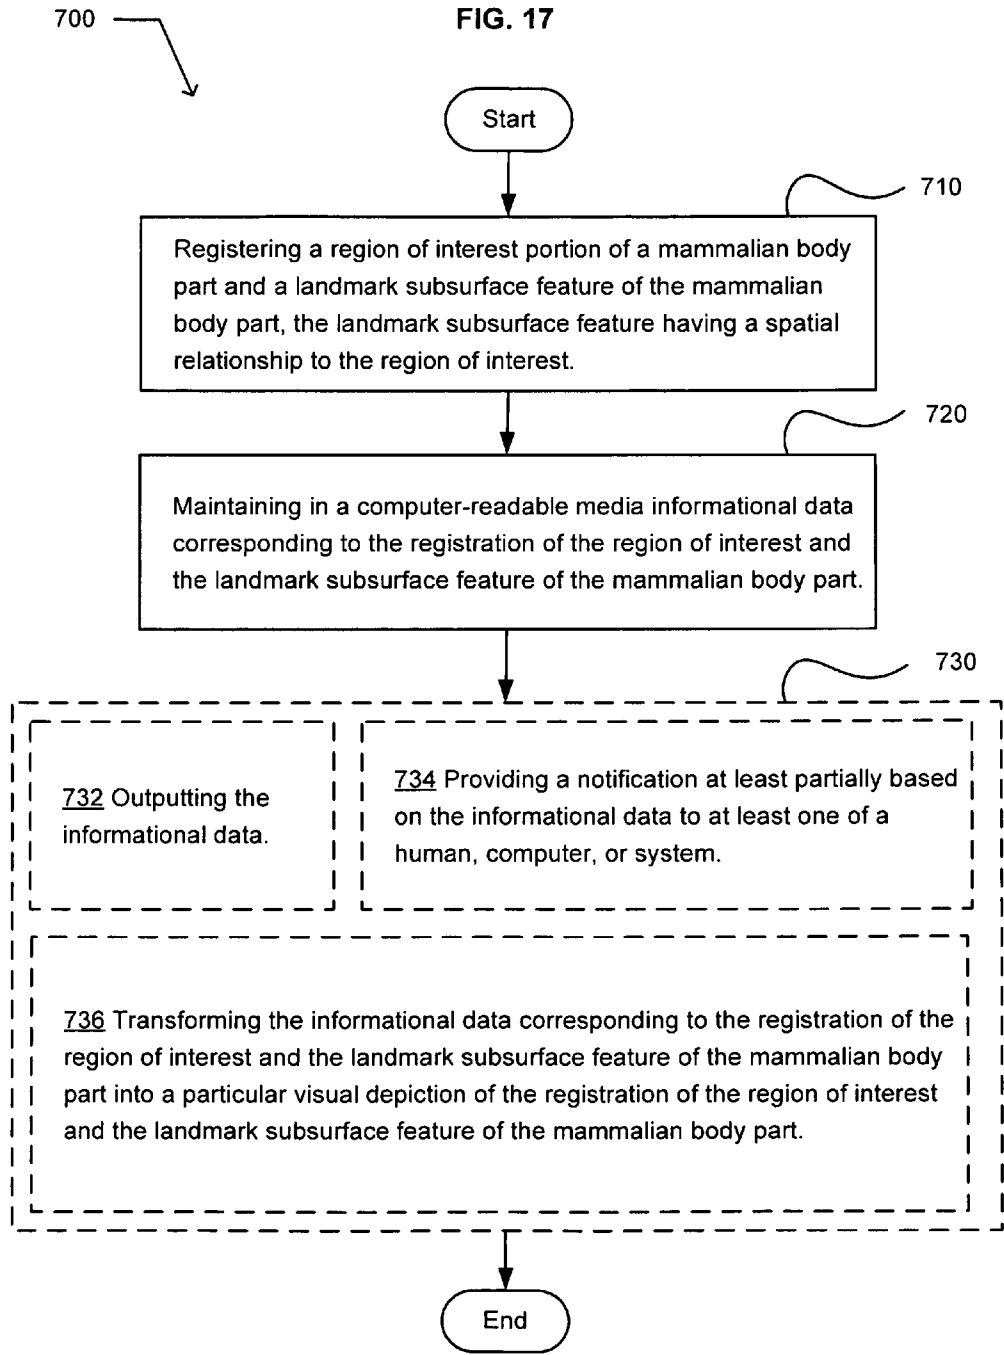 700
FIG. 17
Start
710
Registering a region of interest portion of a mammalian body
part and a landmark subsurface feature of the mammalian
body part, the landmark subsurface feature having a spatial
relationship to the region of interest.
720
Maintaining in a computer-readable media informational data
corresponding to the registration of the region of interest and
the landmark subsurface feature of the mammalian body part.
730
732 Outputting the
informational data.
734 Providing a notification at least partially based
on the informational data to at least one of a
human, computer, or system.
736 Transforming the informational data corresponding to the registration of the
region of interest and the landmark subsurface feature of the mammalian body
part into a particular visual depiction of the registration of the region of interest
and the landmark subsurface feature of the mammalian body part.
End